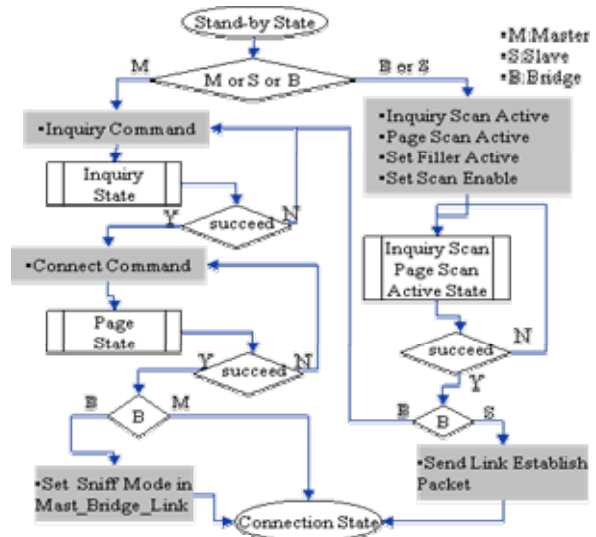 Stand-by State
▪M:Master
▪S:Slave
▪B:Bridge
M
M or S or B
B or S
▪Inquiry Command
▪Inquiry Scan Active
▪Page Scan Active
▪Set Filler Active
▪Set Scan Enable
Inquiry
State
Y
succeed
N
▪Connect Command
Inquiry Scan
Page Scan
Active State
Page
State
succeed
N
Y
succeed
N
Y
B
B
M
B
B
S
▪Set Sniff Mode in
Mast_Bridge_Link
▪Send Link Establish
Packet
Connection State